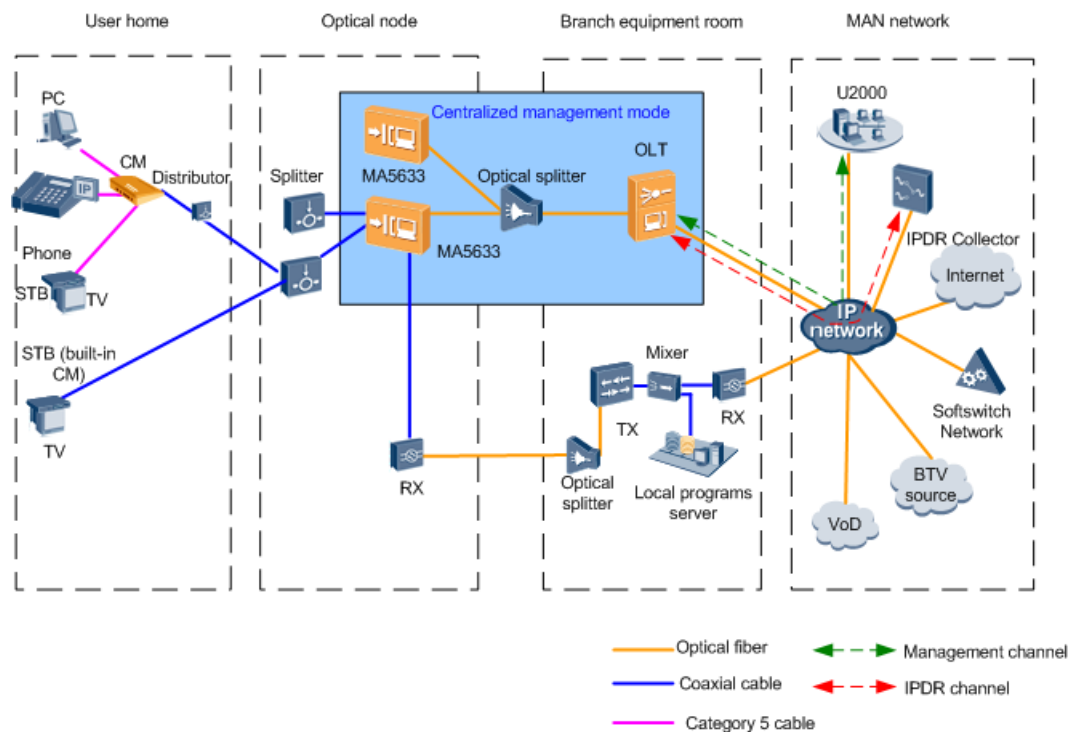 User home
Optical node
Branch equipment room
MAN network
PC
CM
Distributor
IP
Phone
STB
TV
STB (built-in
CM)
TV
Splitter
Centralized management mode
MA5633
MA5633
Optical splitter
OLT
RX
Optical
splitter
TX
Mixer
RX
Local programs
server
U2000
IPDR Collector
Internet
IP
network
Softswitch
Network
BTV
source
VoD
Optical fiber
Management channel
Coaxial cable
IPDR channel
Category 5 cable